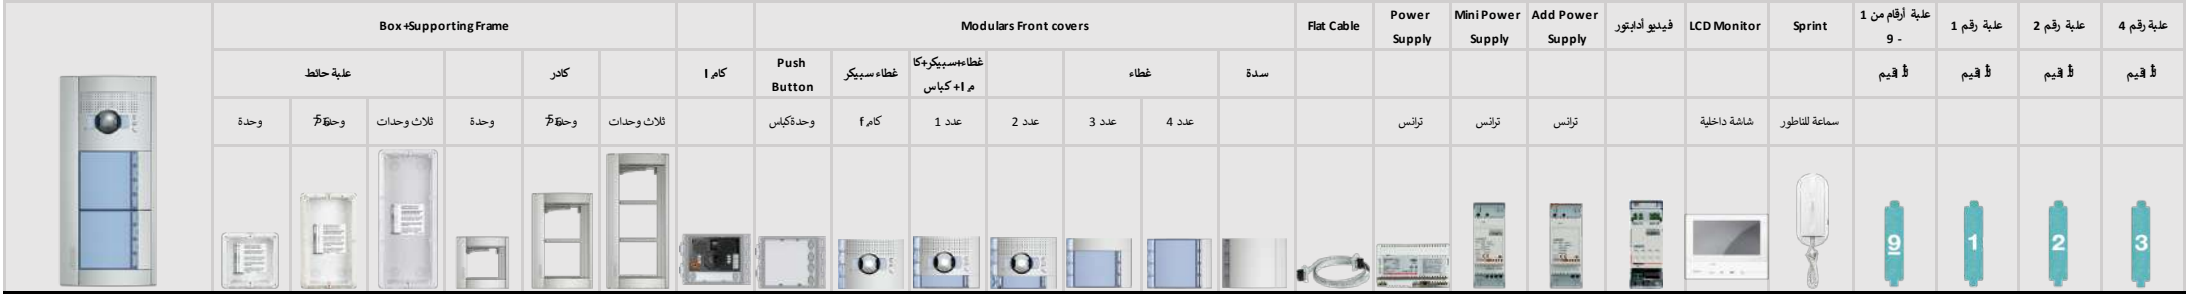 Box+Supporting Frame
Modulars Front covers
Flat Cable
Power Supply
Mini Power Supply
Add Power Supply
فيديو أدابتور
LCD Monitor
Sprint
علبة أرقام من 1
- 9
علبة رقم 1
علبة رقم 2
علبة رقم 4
علبة حائط
كادر
كام ا
Push Button
غطاء سبيكر
غطاء+سبيكر+كا
م ا+ كباس
غطاء
سدة
وحدة
ثلاث وحدات
وحدة
ثلاث وحدات
وحدة كباس
كام f
عدد 1
عدد 2
عدد 3
عدد 4
ترانس
ترانس
ترانس
شاشة داخلية
سماعة للناطور
9
1
2
3